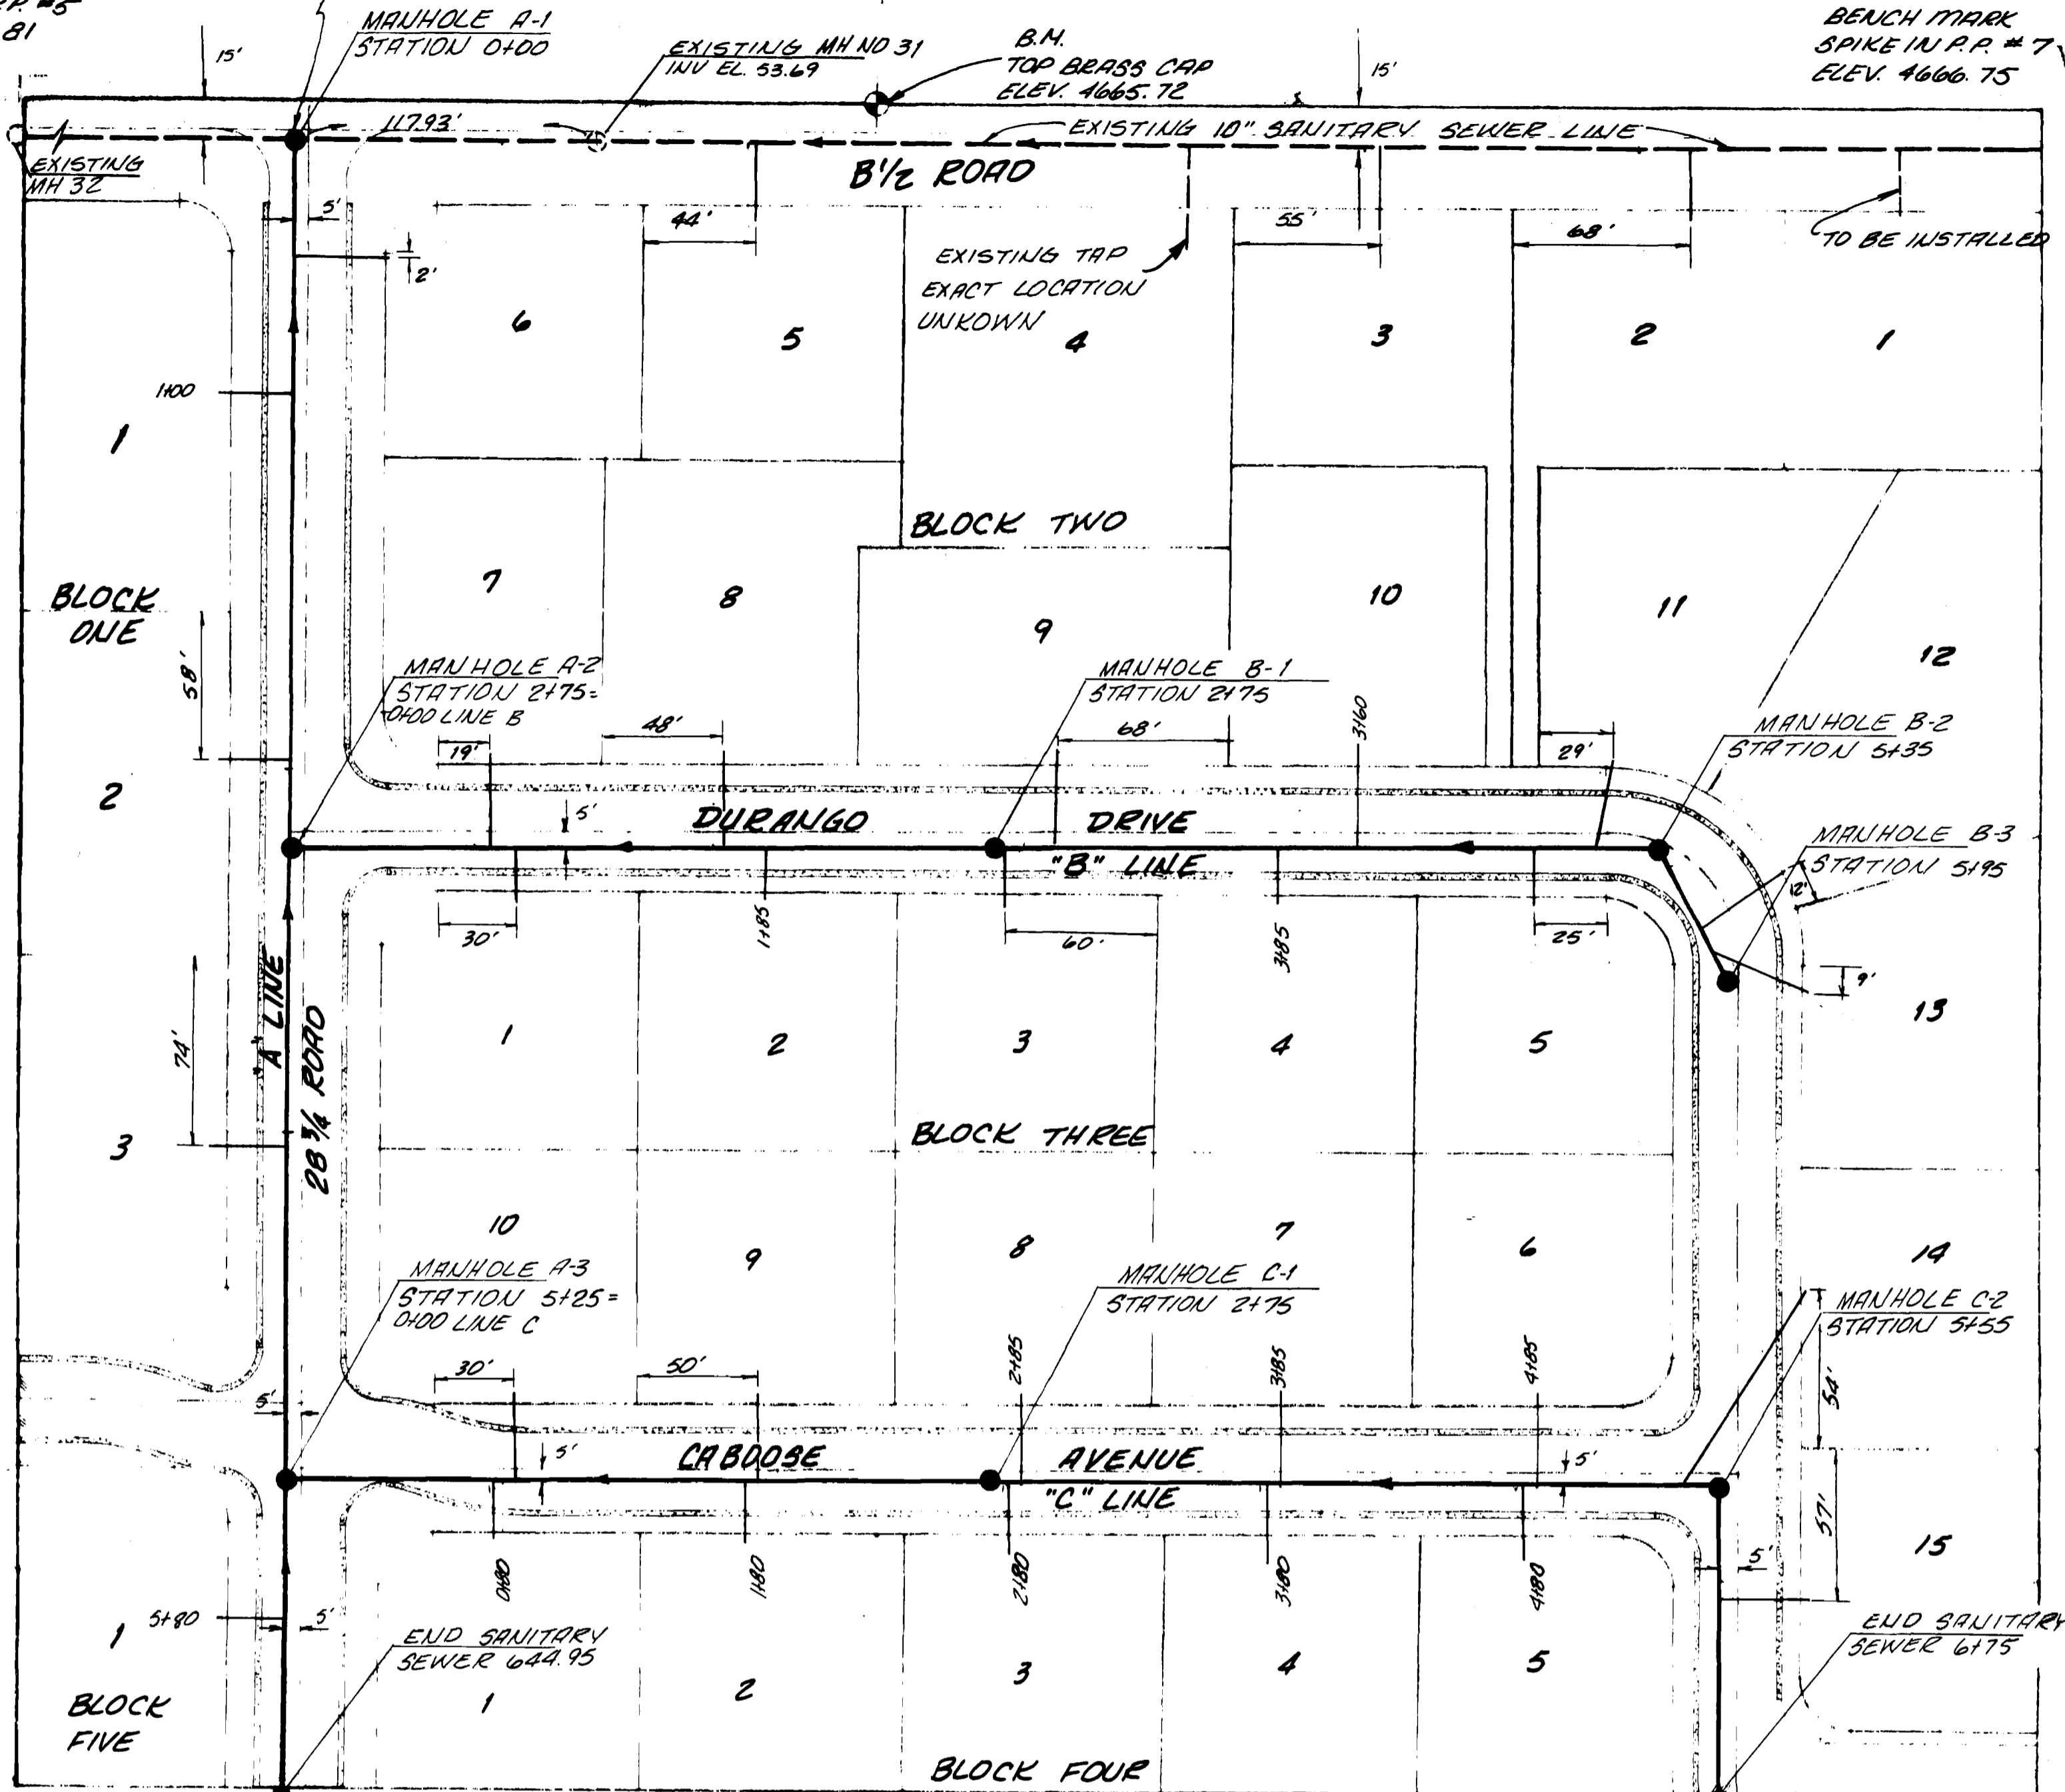 81
MANHOLE A-1
STATION 0+00
15'
EXISTING MH NO 31
INV EL. 53.69
B.M.
TOP BRASS CAP
ELEV. 4665.72
15'
BENCH MARK
SPIKE IN P.P. # 7
ELEV. 4666.75
117.93'
EXISTING 10" SANITARY SEWER LINE
EXISTING
MH 32
B 1/2 ROAD
5'
44'
55'
68'
2'
EXISTING TAP
EXACT LOCATION
UNKOWN
TO BE INSTALLED
6
5
4
3
2
1
1+00
1
BLOCK TWO
BLOCK
ONE
7
8
9
10
11
12
58'
MANHOLE A-2
STATION 2+75=
0+00 LINE B
MANHOLE B-1
STATION 2+75
3+60
MANHOLE B-2
STATION 5+35
19'
48'
68'
29'
2
5'
DURANGO DRIVE
"B" LINE
MANHOLE B-3
STATION 5+95
12'
30'
1+85
60'
3+85
25'
9'
"A" LINE
28 3/4 ROAD
74'
1
2
3
4
5
13
3
BLOCK THREE
10
9
8
7
6
14
MANHOLE A-3
STATION 5+25=
0+00 LINE C
MANHOLE C-1
STATION 2+75
MANHOLE C-2
STATION 5+55
30'
50'
2+85
3+85
4+85
54'
5'
5'
CABOOSE AVENUE
"C" LINE
5'
57'
15
5'
0+80
1+80
2+80
3+80
4+80
1
5+80
5'
END SANITARY
SEWER 644.95
END SANITARY
SEWER 6+75
1
2
3
4
5
BLOCK
FIVE
BLOCK FOUR